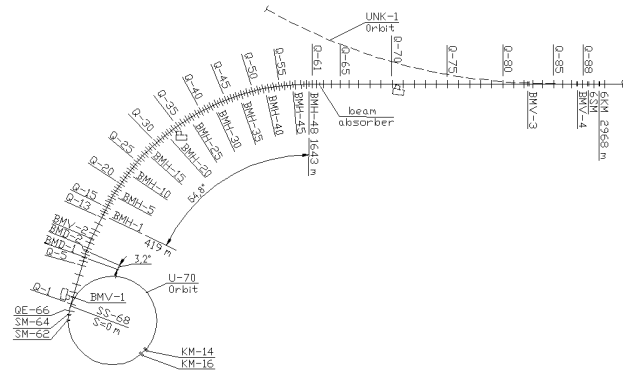 UNK-1
Orbit
Q-61
Q-65
Q-70
Q-75
Q-80
Q-85
Q-88
Q-55
Q-50
Q-45
Q-40
Q-35
Q-30
Q-25
Q-20
Q-15
Q-13
BMV-2
BMD-2
BMD-1
Q-5
Q-1
BMH-1
BMH-5
BMH-10
BMH-15
BMH-20
BMH-25
BMH-30
BMH-35
BMH-40
BMH-45
BMH-48 1643 m
beam
absorber
BMV-3
BMV-4
6SM
6KM 2968 m
64.8°
419 m
3.2°
U-70
Orbit
BMV-1
SS-68
S=0 m
QE-66
SM-64
SM-62
KM-14
KM-16